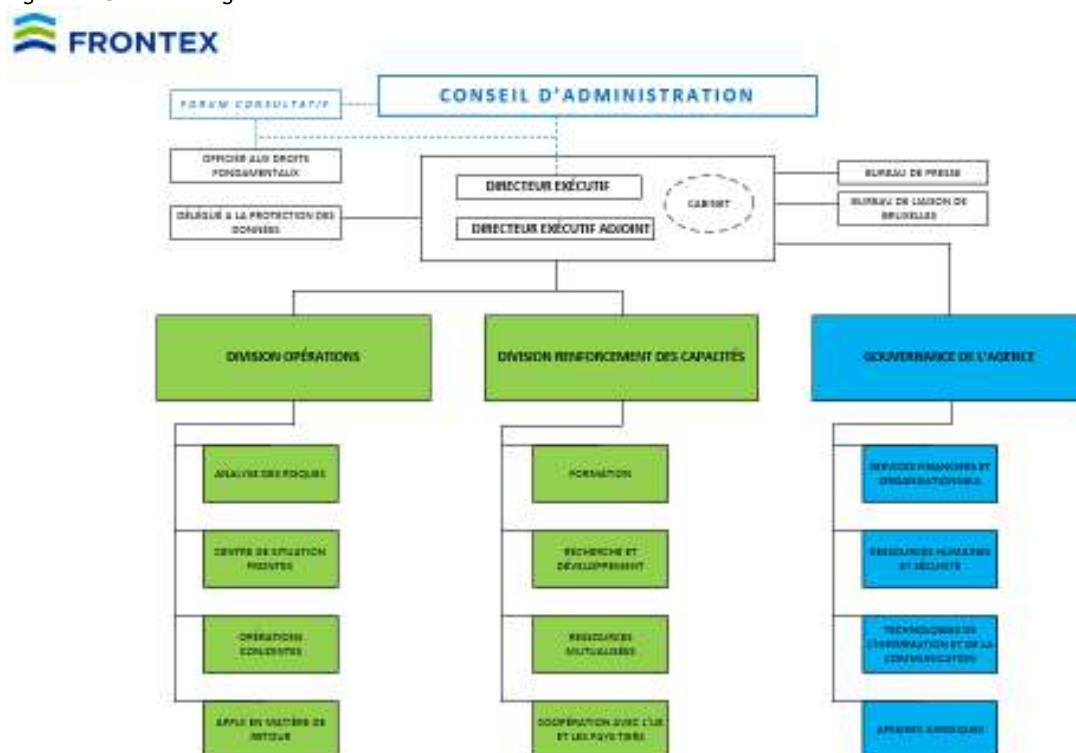 FRONTEX
CONSEIL D'ADMINISTRATION
FORUM CONSULTATIF
OFFICIER AUX DROITS
FONDAMENTAUX
DIRECTEUR EXÉCUTIF
CABINET
BUREAU DE PRESSE
BUREAU DE LIAISON DE
BRUXELLES
DÉLÉGUÉ A LA PROTECTION DES
DONNÉES
DIRECTEUR EXÉCUTIF ADJOINT
DIVISION OPÉRATIONS
DIVISION RENFORCEMENT DES CAPACITÉS
GOUVERNANCE DE L'AGENCE
ANALYSE DES RISQUES
FORMATION
SERVICES FINANCIERS ET
ORGANISATIONNELS
CENTRE DE SITUATION
FRONTEX
RECHERCHE ET
DÉVELOPPEMENT
RESSOURCES HUMAINES
ET SÉCURITÉ
OPÉRATIONS
CONJOINTES
RESSOURCES
MUTUALISÉES
TECHNOLOGIES DE
L'INFORMATION ET DE LA
COMMUNICATION
APPUI EN MATIÈRE DE
RETOUR
COOPÉRATION AVEC L'UE
ET LES PAYS TIERS
AFFAIRES JURIDIQUES